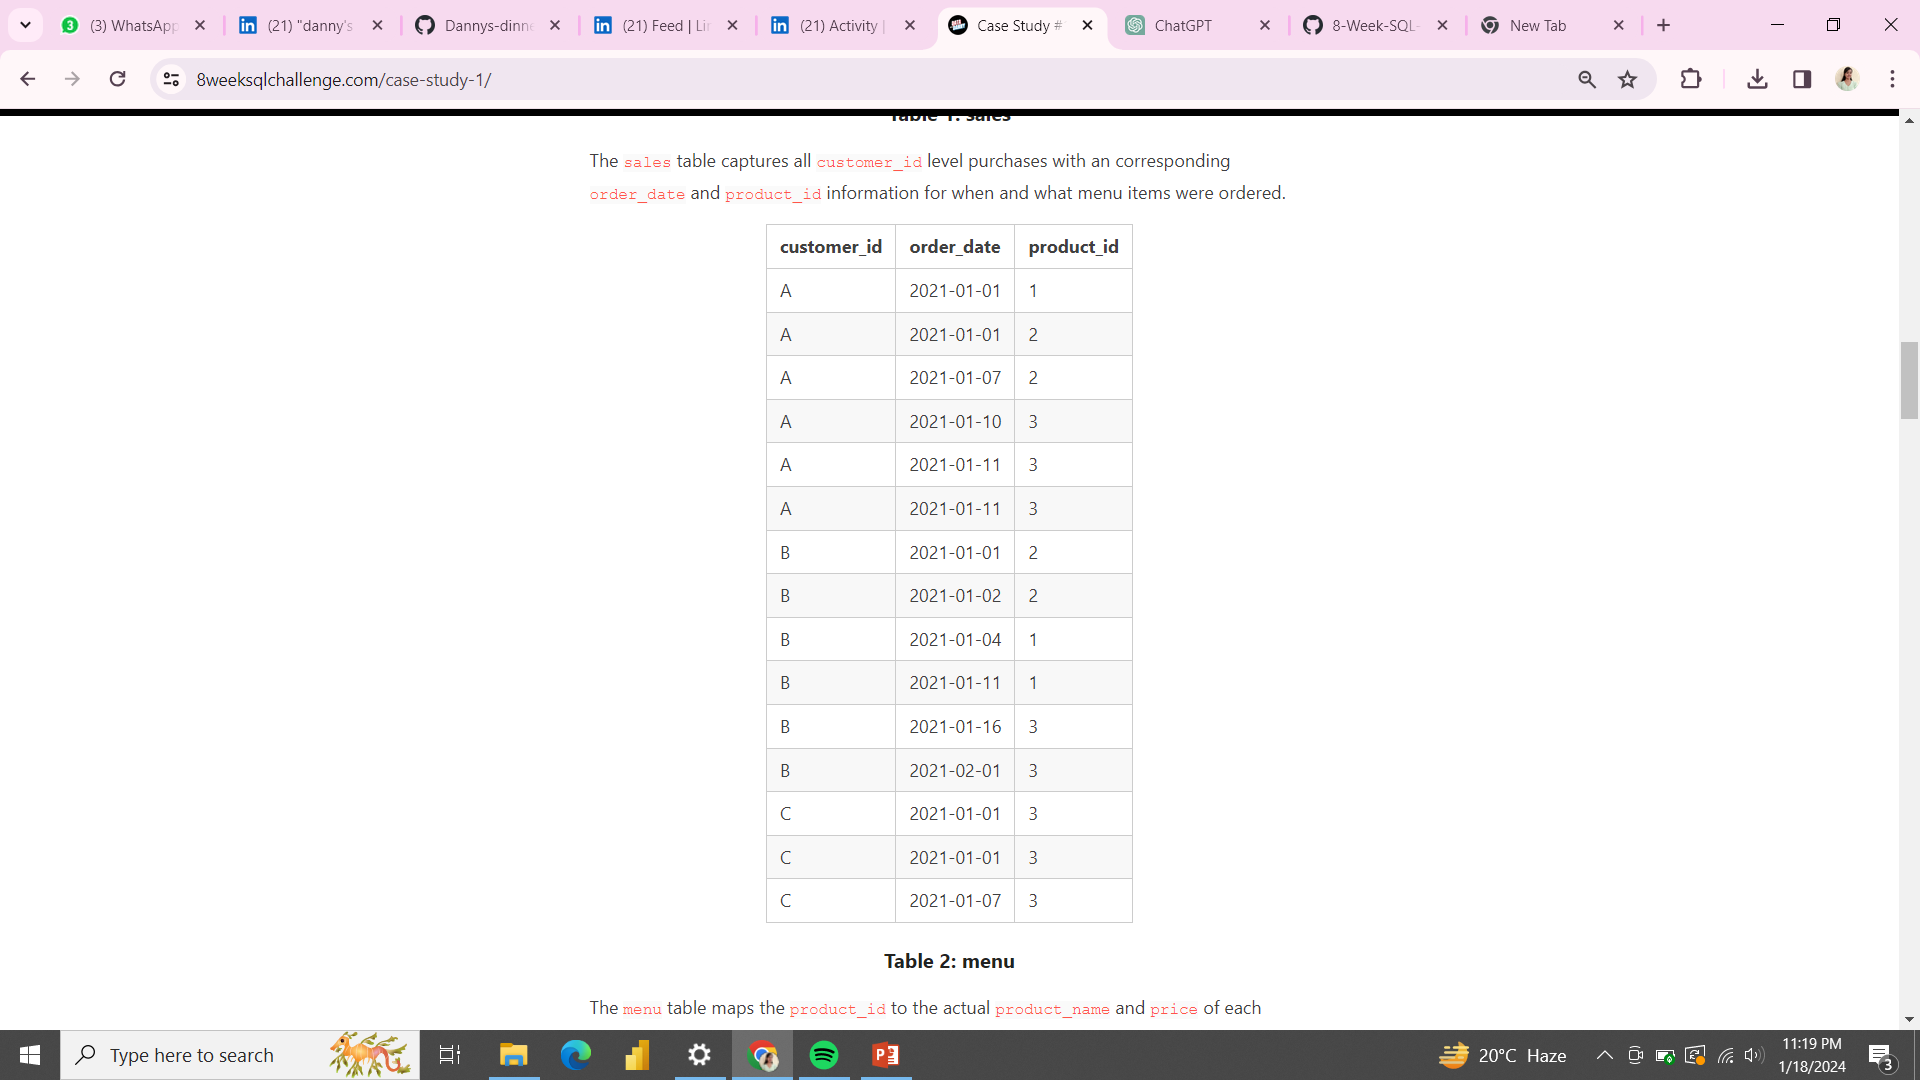 (3) WhatsApp
(21) "danny's
Dannys-dinne
(21) Feed | Lin
(21) Activity |
Case Study #
ChatGPT
8-Week-SQL-
New Tab
8weeksqlchallenge.com/case-study-1/
Table 1: sales
The sales table captures all customer_id level purchases with an corresponding
order_date and product_id information for when and what menu items were ordered.
customer_id order_date product_id
A 2021-01-01 1
A 2021-01-01 2
A 2021-01-07 2
A 2021-01-10 3
A 2021-01-11 3
A 2021-01-11 3
B 2021-01-01 2
B 2021-01-02 2
B 2021-01-04 1
B 2021-01-11 1
B 2021-01-16 3
B 2021-02-01 3
C 2021-01-01 3
C 2021-01-01 3
C 2021-01-07 3
Table 2: menu
The menu table maps the product_id to the actual product_name and price of each
Type here to search
20°C Haze
11:19 PM
1/18/2024
3